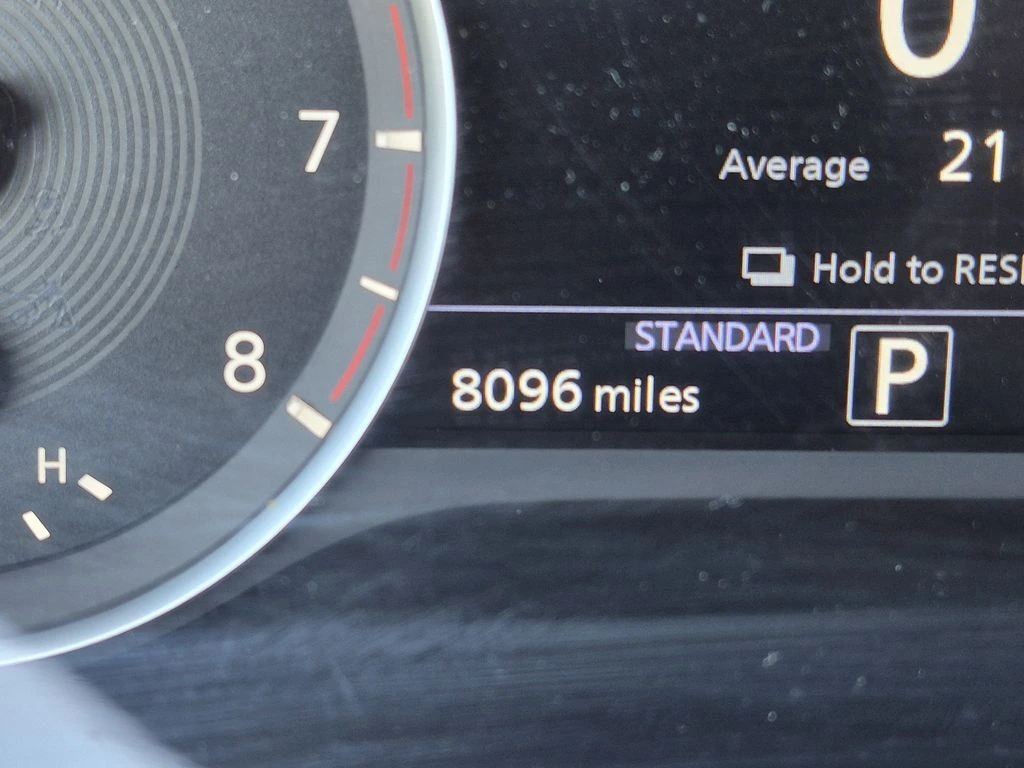 0
7
Average 21
Hold to RES
STANDARD
8
8096 miles
P
H